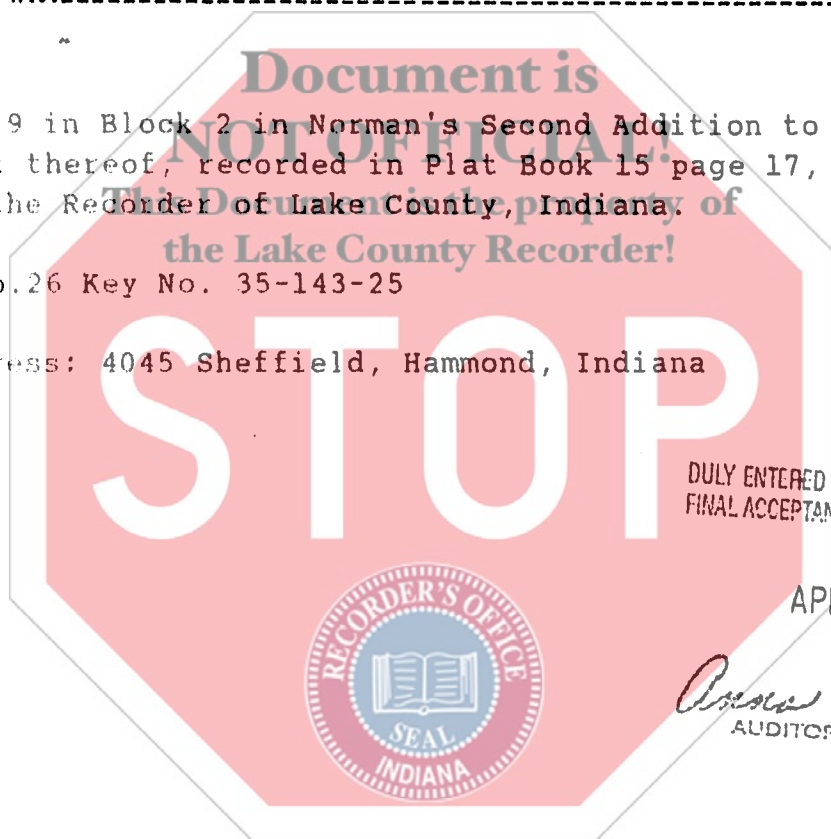 Document is
9 in Block 2 in Norman's Second Addition to
NOT OFFICIAL!
thereof, recorded in Plat Book 15 page 17,
This Document is the property of
he Recorder of Lake County, Indiana.
the Lake County Recorder!
.26 Key No. 35-143-25
ess: 4045 Sheffield, Hammond, Indiana
STOP
DULY ENTERED
FINAL ACCEPTAN
AP
RECORDER'S OFFICE
SEAL
INDIANA
Anna
AUDITOR